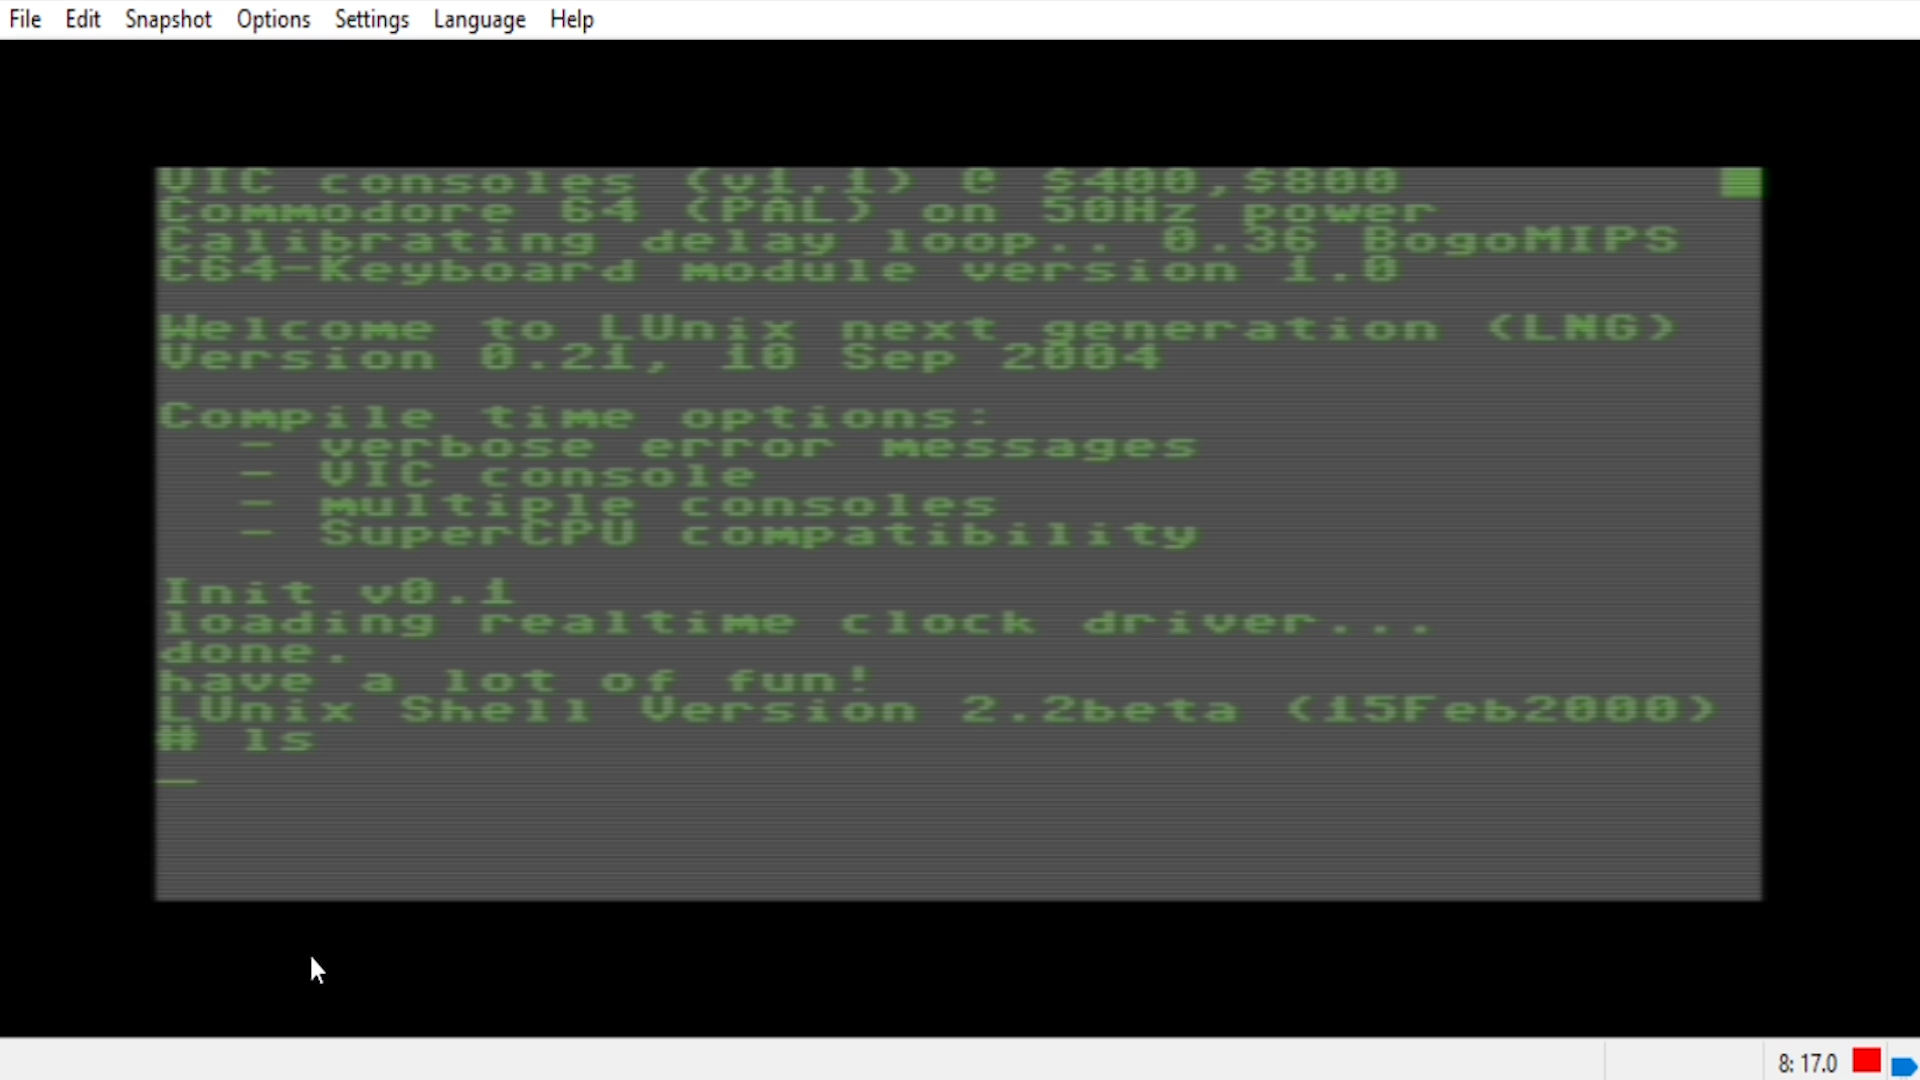 File Edit Snapshot Options Settings Language Help
VIC consoles (v1.1) @ $400,$800
Commodore 64 (PAL) on 50Hz power
Calibrating delay loop.. 0.36 BogoMIPS
C64-Keyboard module version 1.0
Welcome to LUnix next generation (LNG)
Version 0.21, 10 Sep 2004
Compile time options:
- verbose error messages
- VIC console
- multiple consoles
- SuperCPU compatibility
Init v0.1
loading realtime clock driver...
done.
have a lot of fun!
LUnix Shell Version 2.2beta (15Feb2000)
# ls
_
8: 17.0